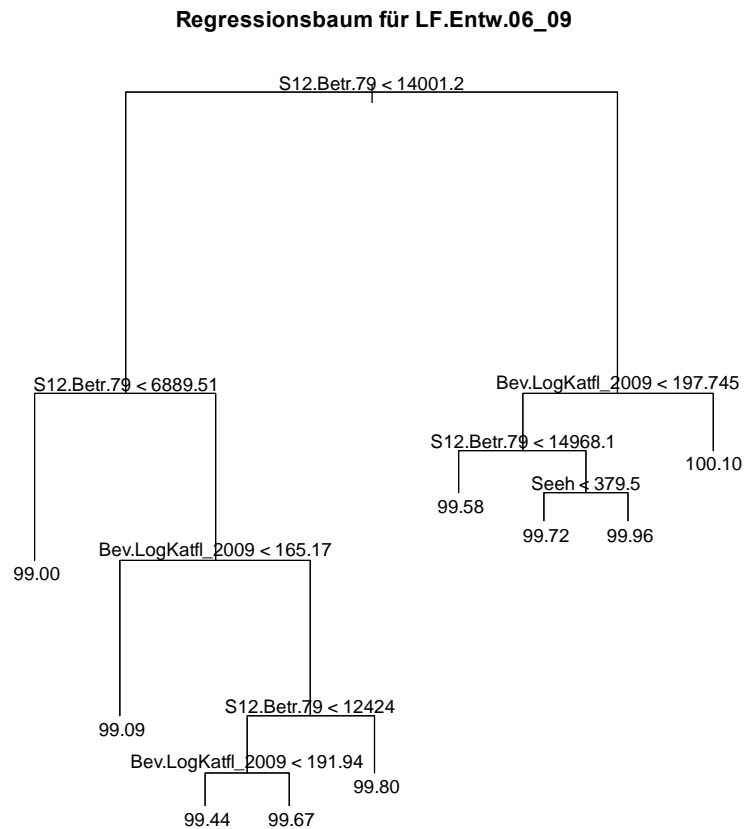 Regressionsbaum für LF.Entw.06_09
S12.Betr.79 < 14001.2
S12.Betr.79 < 6889.51
Bev.LogKatfl_2009 < 197.745
S12.Betr.79 < 14968.1
100.10
Seeh < 379.5
99.58
99.72
99.96
Bev.LogKatfl_2009 < 165.17
99.00
S12.Betr.79 < 12424
99.09
Bev.LogKatfl_2009 < 191.94
99.80
99.44
99.67